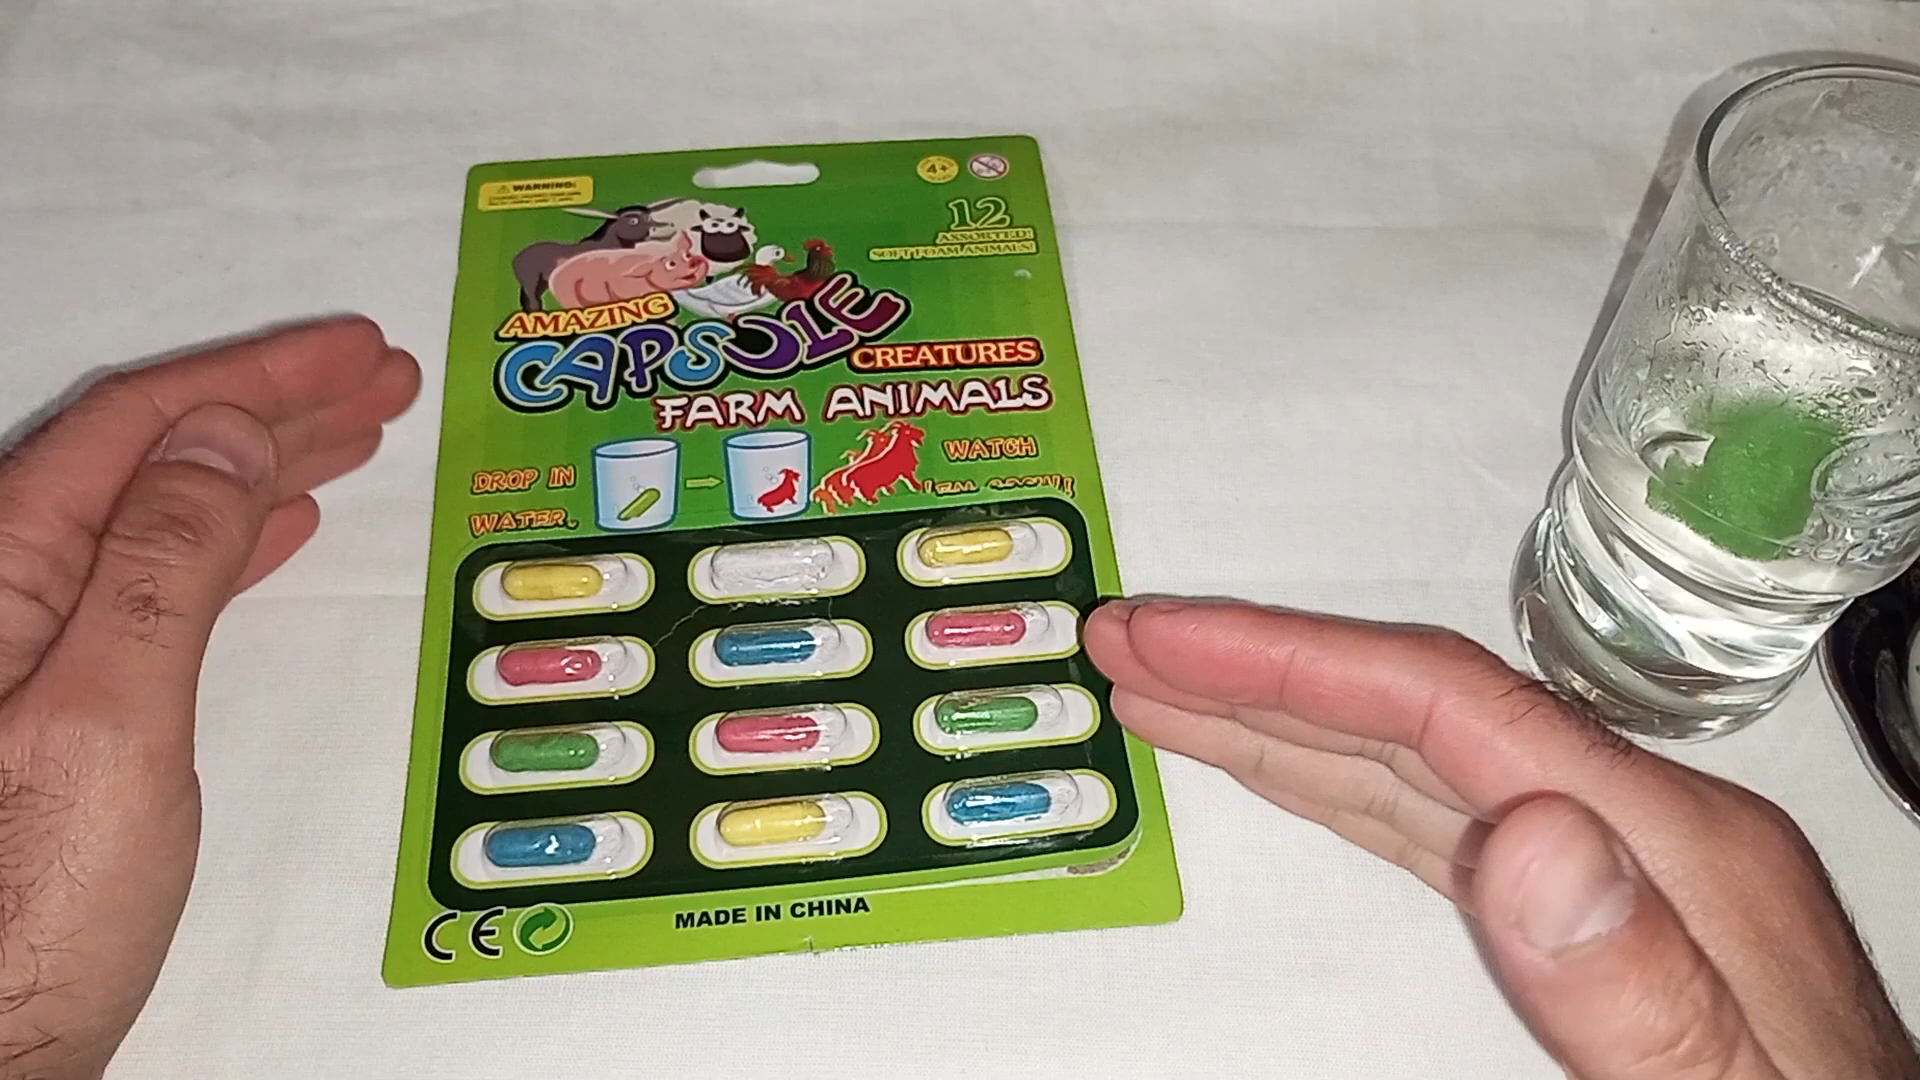 WARNING:
4+
12
ASSORTED!
SOFT FOAM ANIMALS!
AMAZING
CAPSULE
CREATURES
FARM ANIMALS
DROP IN
WATER.
WATCH
CE
MADE IN CHINA